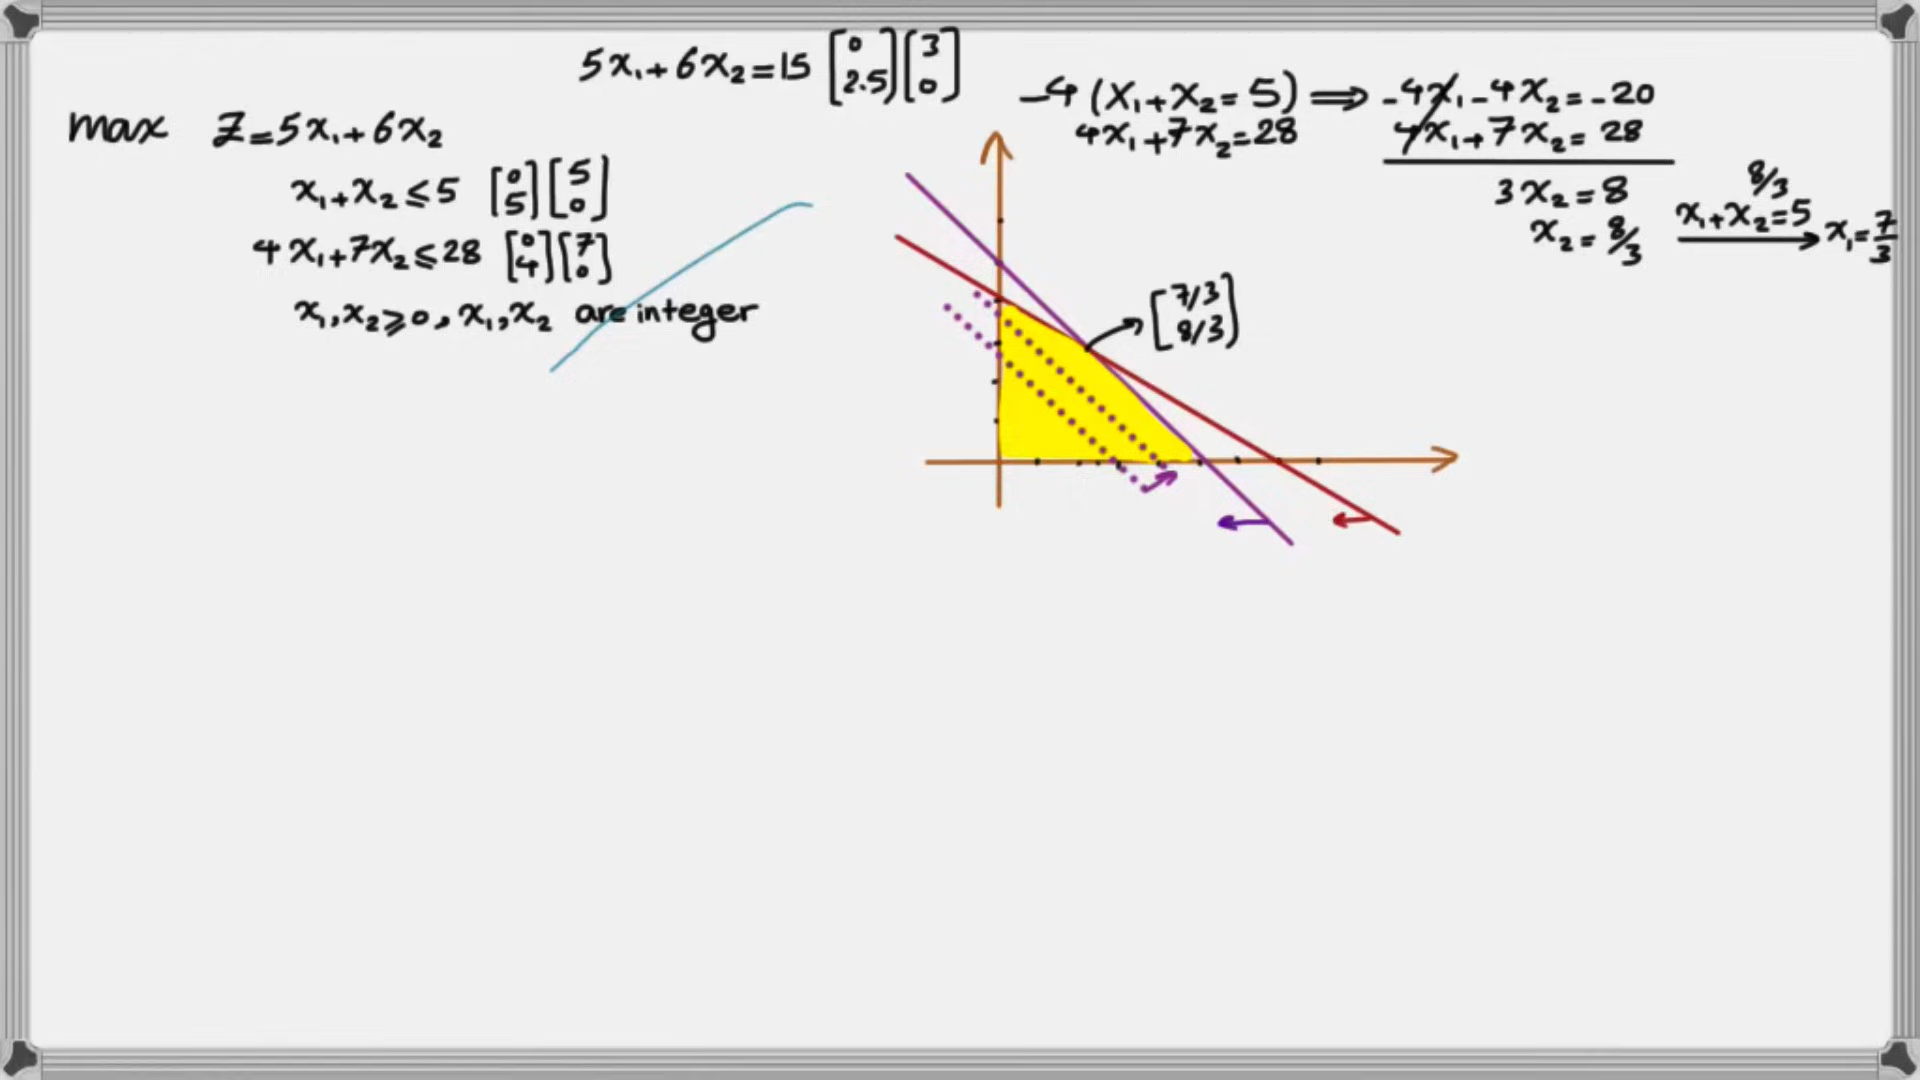 5x₁+6x₂=15 [0 2.5] [3 0]
max Z=5x₁+6x₂
x₁+x₂≤5 [0 5] [5 0]
4x₁+7x₂≤28 [0 4] [7 0]
x₁,x₂≥0, x₁,x₂ are integer
-4(x₁+x₂=5) ⟹ -4x₁-4x₂=-20
4x₁+7x₂=28 4x₁+7x₂=28
3x₂=8
x₂=8/3
8/3
x₁+x₂=5
x₁=7/3
[7/3 8/3]